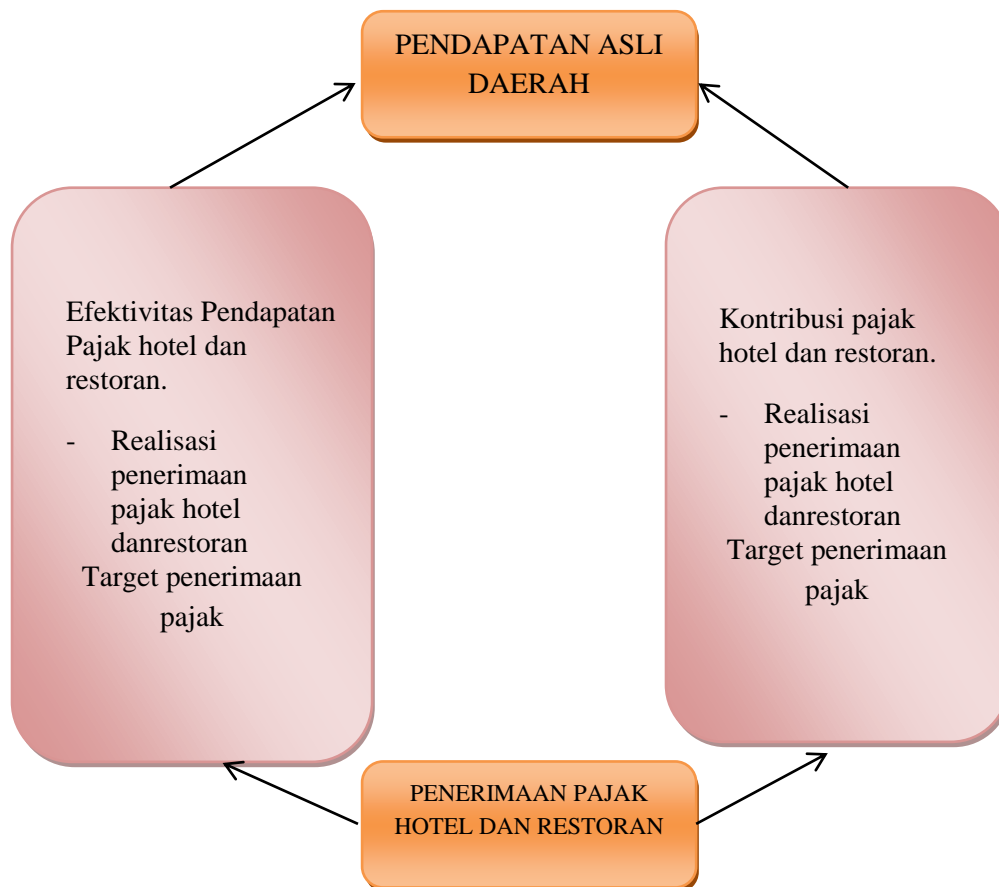 PENDAPATAN ASLI
DAERAH
Efektivitas Pendapatan
Pajak hotel dan
restoran.
- Realisasi
penerimaan
pajak hotel
danrestoran
Target penerimaan
pajak
Kontribusi pajak
hotel dan restoran.
- Realisasi
penerimaan
pajak hotel
danrestoran
Target penerimaan
pajak
PENERIMAAN PAJAK
HOTEL DAN RESTORAN